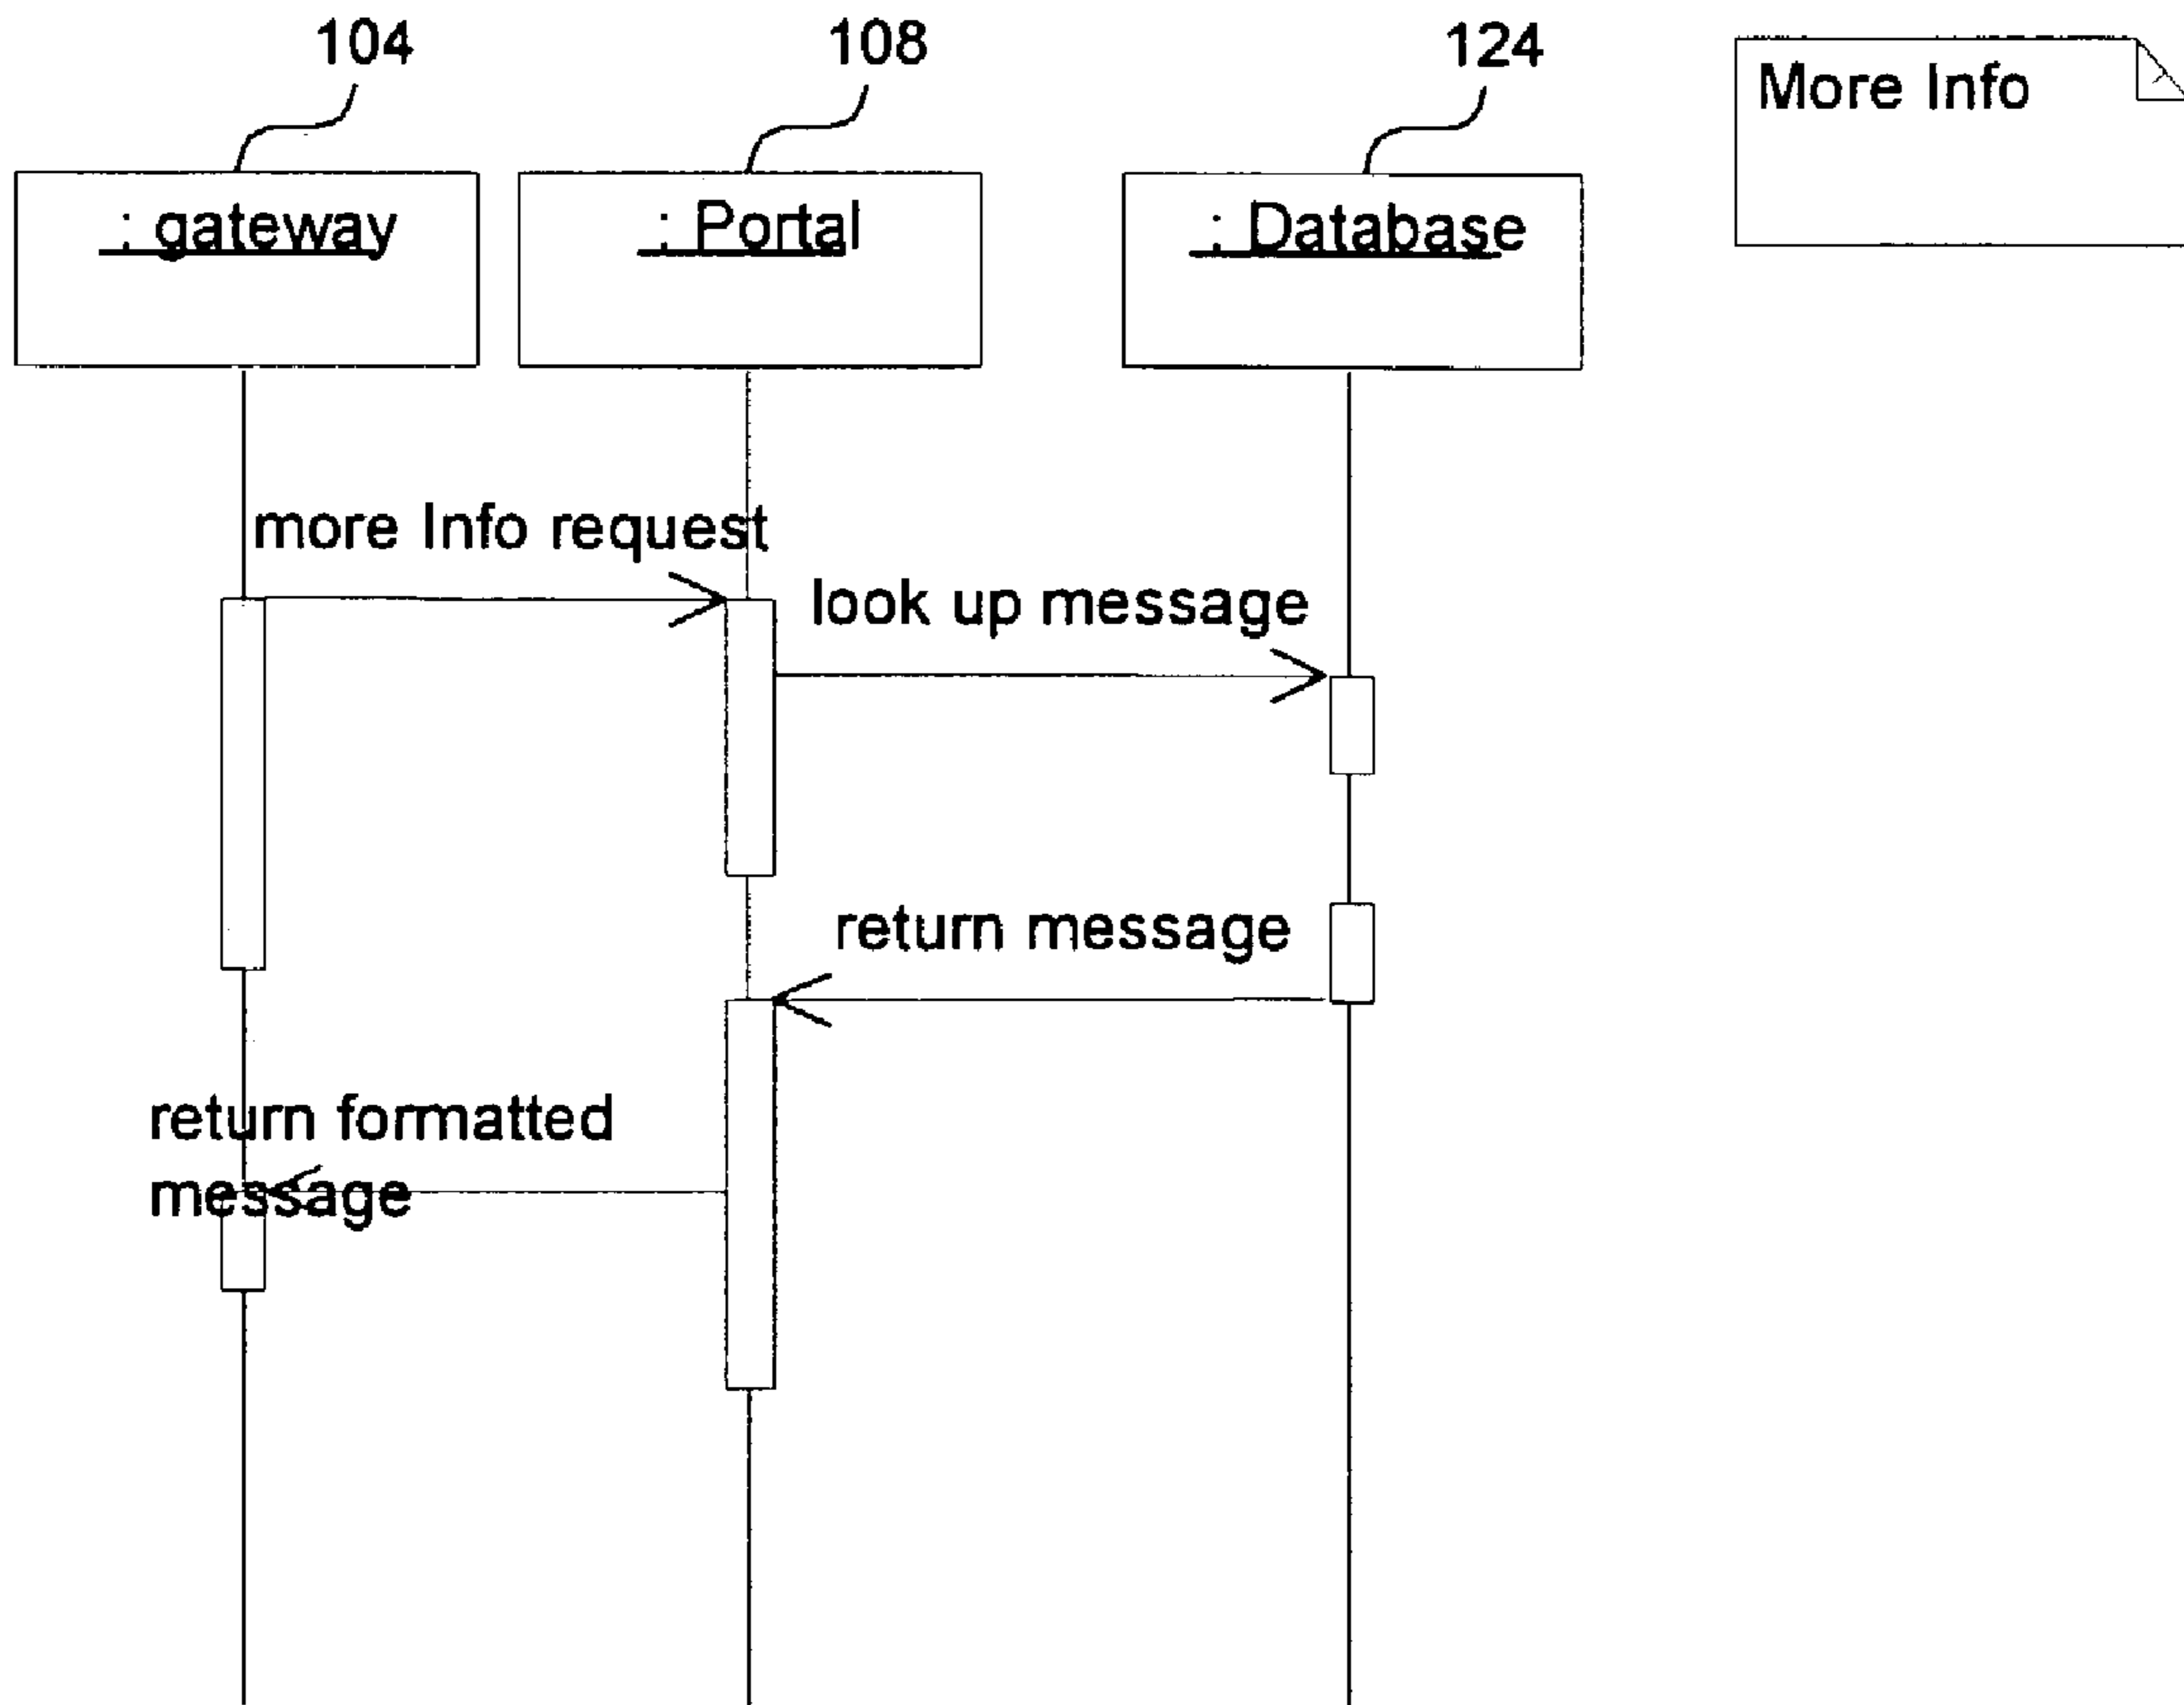 104
108
124
More Info
: gateway
: Portal
: Database
more Info request
look up message
return message
return formatted
message